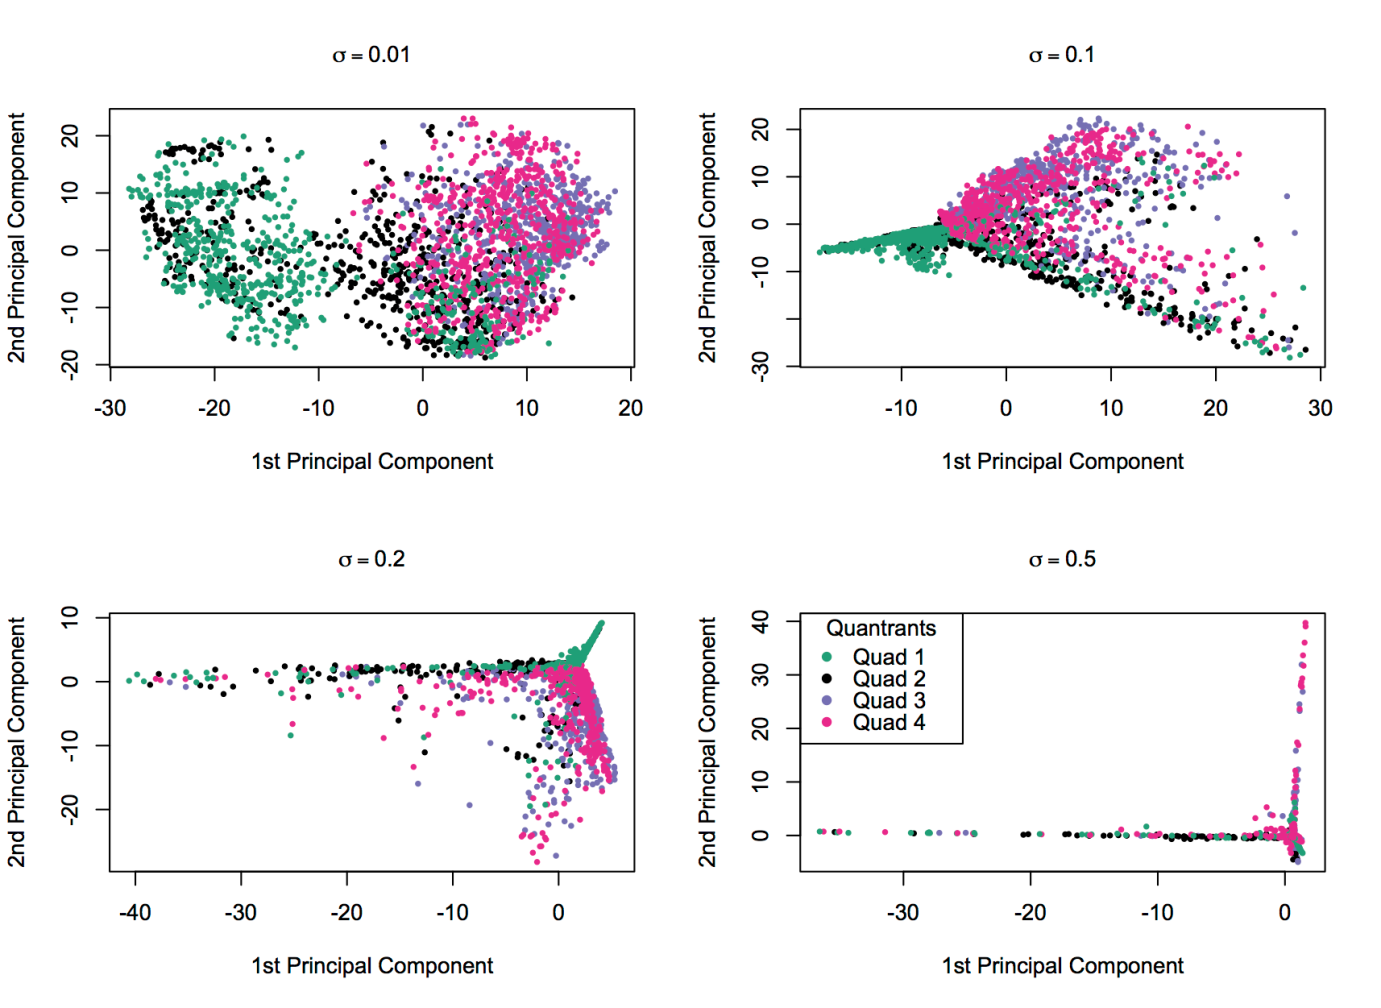 σ = 0.01
2nd Principal Component
20
10
0
-10
-20
-30 -20 -10 0 10 20
1st Principal Component
σ = 0.1
2nd Principal Component
20
10
0
-10
-30
-10 0 10 20 30
1st Principal Component
σ = 0.2
2nd Principal Component
10
0
-10
-20
-40 -30 -20 -10 0
1st Principal Component
σ = 0.5
2nd Principal Component
40
30
20
10
0
Quantrants
Quad 1
Quad 2
Quad 3
Quad 4
-30 -20 -10 0
1st Principal Component